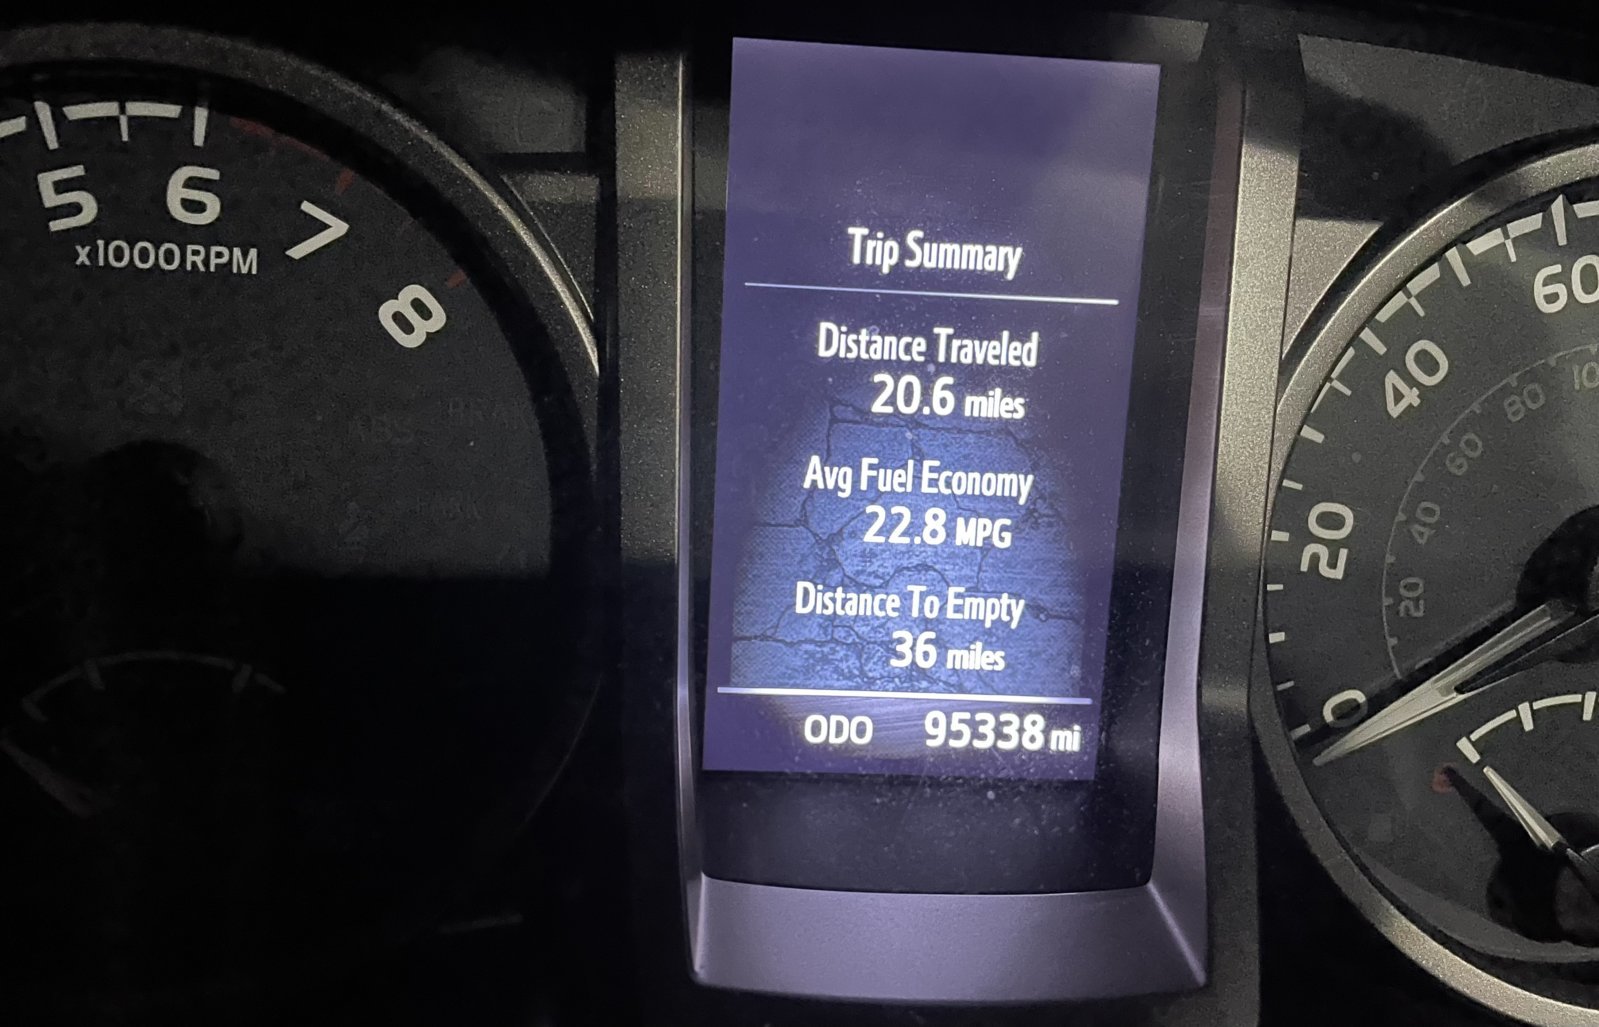 5 6 7 8
x1000RPM
Trip Summary
Distance Traveled
20.6 miles
Avg Fuel Economy
22.8 MPG
Distance To Empty
36 miles
ODO 95338 mi
0 20 40 60
20 40 60 80